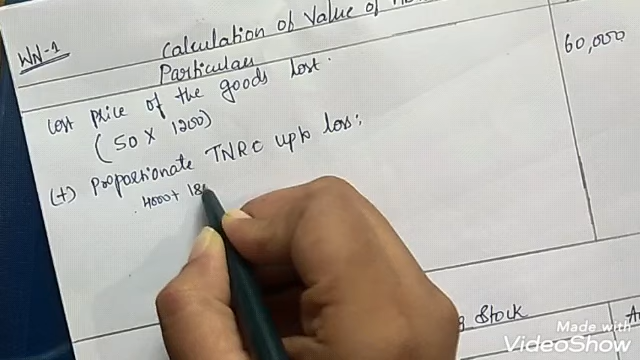 WN-1
Calculation of Value of
Particulars
Cost price of the goods lost.
60,000
(50 X 1200)
(+) Proportionate TNRE upto loss:
4000+ 18
Stock
Made with
VideoShow